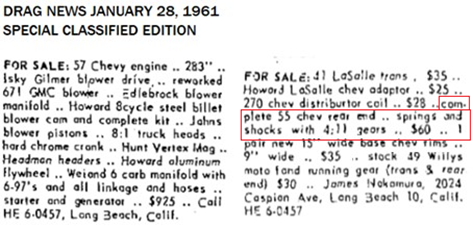 DRAG NEWS JANUARY 28, 1961
SPECIAL CLASSIFIED EDITION
FOR SALE: 57 Chevy engine .. 283" ..
Isky Gilmer blower drive, .. reworked
671 GMC blower .. Edlebrock blower
manifold .. Howard 8cycle steel billet
blower cam and complete kit .. Jahns
blower pistons .. 8:1 truck heads ..
hard chrome crank .. Hunt Vertex Mag ..
Headman headers .. Howard aluminum
flywheel .. Weiand 6 carb manifold with
6-97's and all linkage and hoses ..
starter and generator .. $925 .. Call
HE 6-0457, Long Beach, Calif.
FOR SALE: 41 LaSalle trans, $35 ..
Howard LaSalle chev adaptor .. $25 ..
270 chev distriburtor coil .. $28 .. com-
plete 55 chev rear end .. springs and
shocks with 4:11 gears .. $60 .. 1
pair new 15" wide base chev rims ..
9" wide .. $35 .. stock 49 Willys
motor and running gear (trans & rear
end) $30 .. James Nakamura, 2024
Caspian Ave, Long Beach 10, Calif.
HE 6-0457